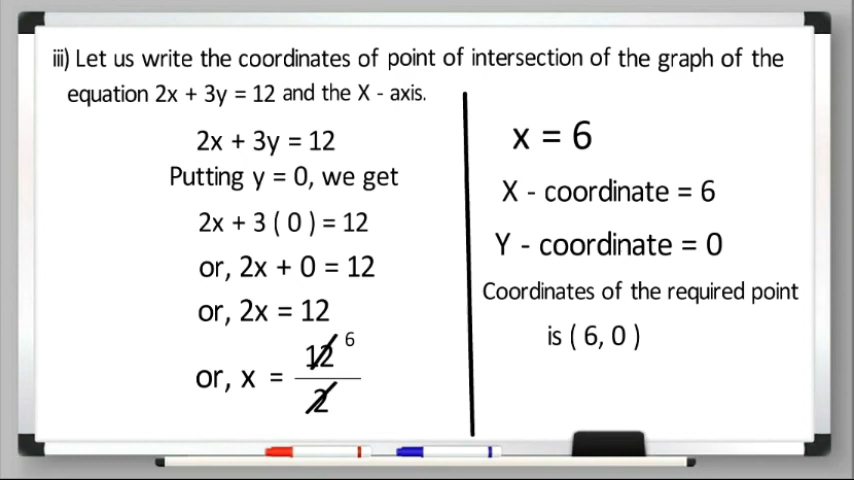 iii) Let us write the coordinates of point of intersection of the graph of the
equation 2x + 3y = 12 and the X - axis.
2x + 3y = 12
Putting y = 0, we get
2x + 3 ( 0 ) = 12
or, 2x + 0 = 12
or, 2x = 12
or, x = 12 6
2
x = 6
X - coordinate = 6
Y - coordinate = 0
Coordinates of the required point
is ( 6, 0 )